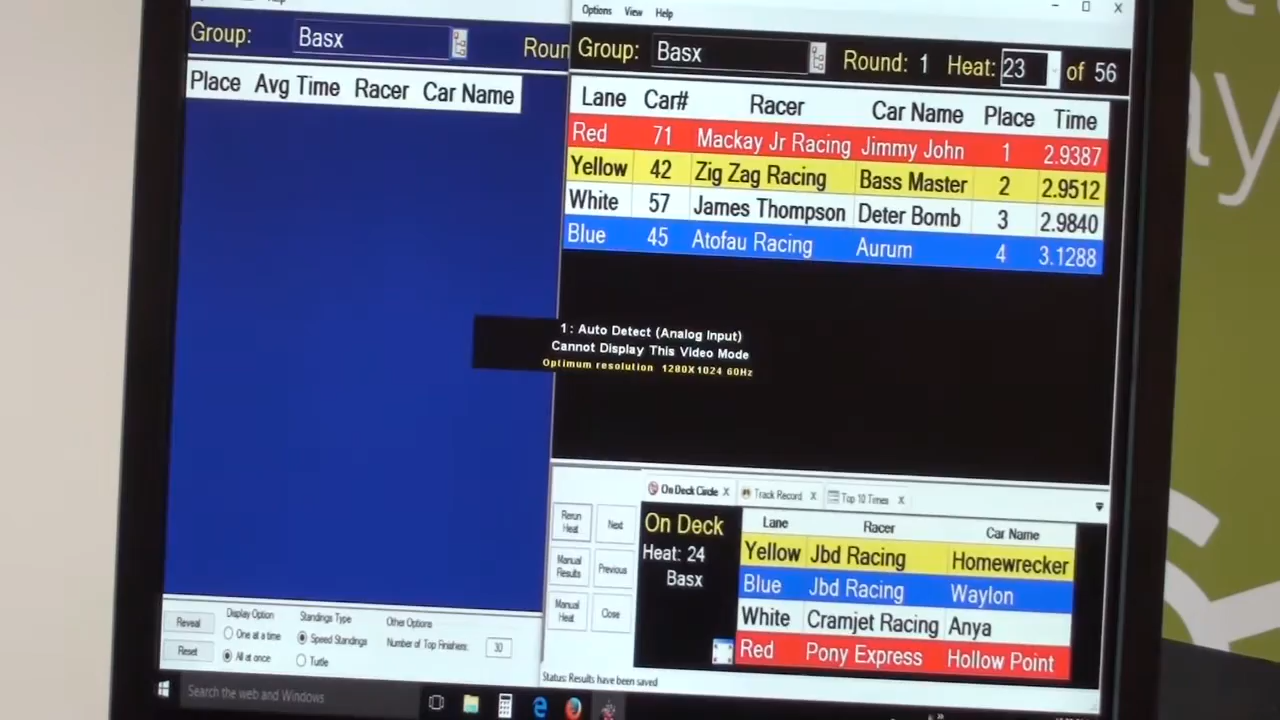 Options View Help
Group: Basx Roun
Group: Basx Round: 1 Heat: 23 of 56
Place Avg Time Racer Car Name
Lane Car# Racer Car Name Place Time
Red 71 Mackay Jr Racing Jimmy John 1 2.9387
Yellow 42 Zig Zag Racing Bass Master 2 2.9512
White 57 James Thompson Deter Bomb 3 2.9840
Blue 45 Atofau Racing Aurum 4 3.1288
1: Auto Detect (Analog Input)
Cannot Display This Video Mode
Optimum resolution 1280X1024 60Hz
On Deck Circle X Track Record X Top 10 Times X
Rerun Heat
Next
Manual Results
Previous
Manual Heat
Close
On Deck
Heat: 24
Basx
Lane Racer Car Name
Yellow Jbd Racing Homewrecker
Blue Jbd Racing Waylon
White Cramjet Racing Anya
Red Pony Express Hollow Point
Reveal
Reset
Display Option
One at a time
All at once
Standings Type
Speed Standings
Turtle
Other Options
Number of Top Finishers: 30
Status: Results have been saved
Search the web and Windows